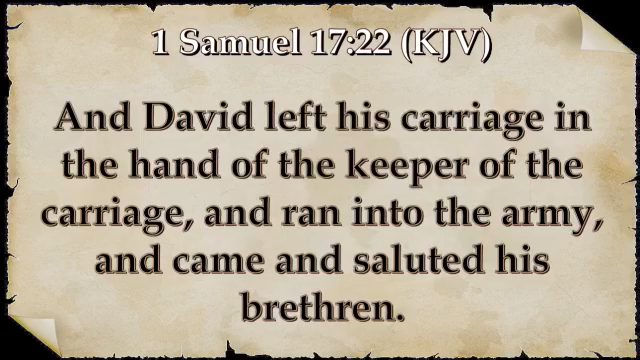 1 Samuel 17:22 (KJV)
And David left his carriage in
the hand of the keeper of the
carriage, and ran into the army,
and came and saluted his
brethren.